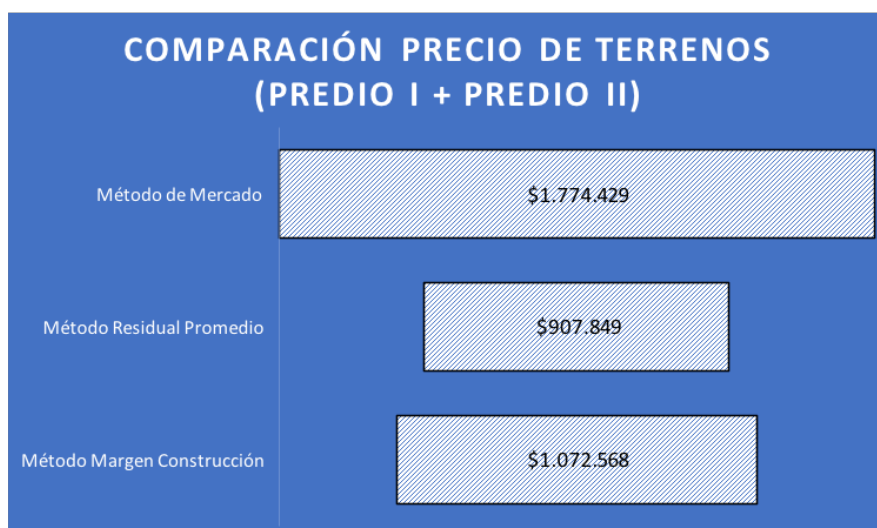 COMPARACIÓN PRECIO DE TERRENOS
(PREDIO I + PREDIO II)
Método de Mercado
$1.774.429
Método Residual Promedio
$907.849
Método Margen Construcción
$1.072.568